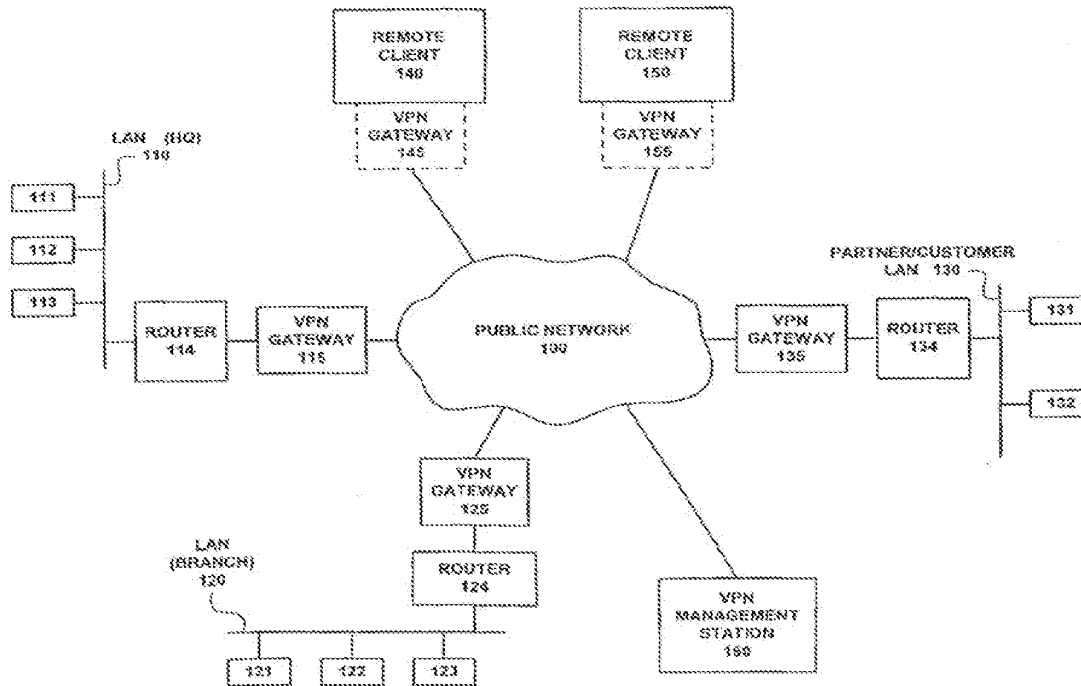 REMOTE
CLIENT
140
REMOTE
CLIENT
150
VPN
GATEWAY
145
VPN
GATEWAY
155
LAN (HQ)
110
111
112
113
ROUTER
114
VPN
GATEWAY
115
PUBLIC NETWORK
100
PARTNER/CUSTOMER
LAN 130
VPN
GATEWAY
135
ROUTER
134
131
132
VPN
GATEWAY
125
ROUTER
124
LAN
(BRANCH)
120
121
122
123
VPN
MANAGEMENT
STATION
160